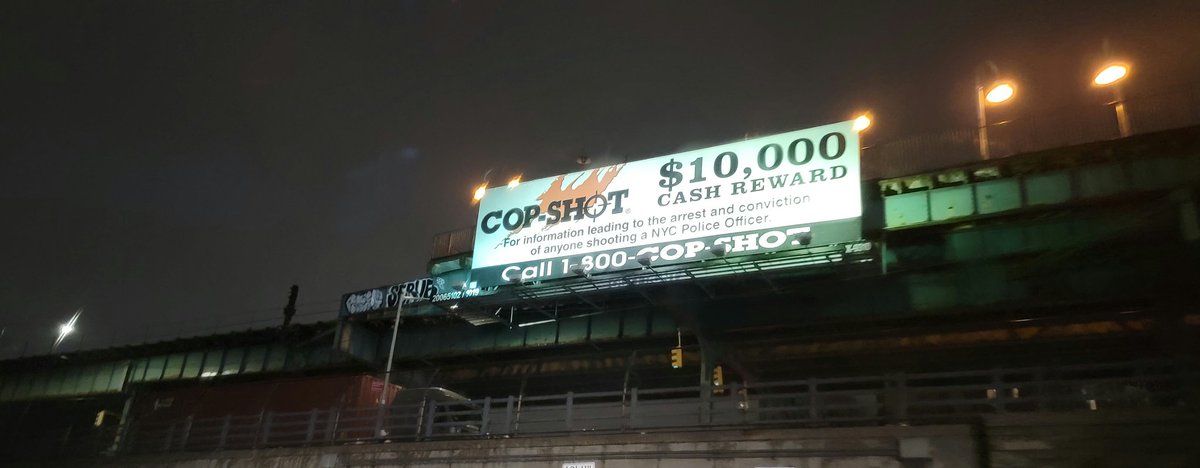 $10,000
CASH REWARD
COP-SHOT®
For information leading to the arrest and conviction
of anyone shooting a NYC Police Officer.
Call 1-800-COP-SHOT